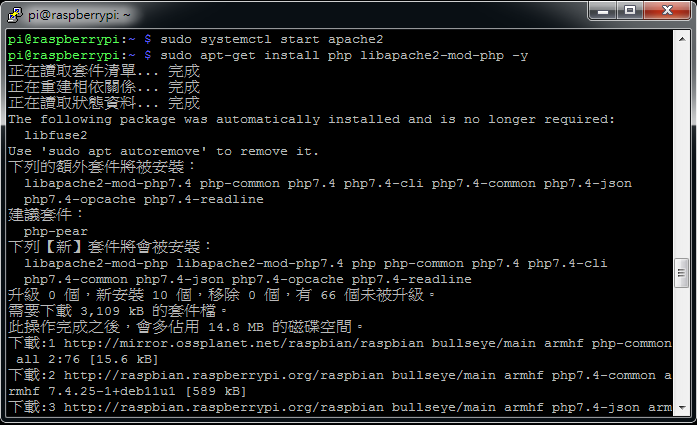 pi@raspberrypi: ~
pi@raspberrypi:~ $ sudo systemctl start apache2
pi@raspberrypi:~ $ sudo apt-get install php libapache2-mod-php -y
正在讀取套件清單... 完成
正在重建相依關係... 完成
正在讀取狀態資料... 完成
The following package was automatically installed and is no longer required:
  libfuse2
Use 'sudo apt autoremove' to remove it.
下列的額外套件將被安裝：
  libapache2-mod-php7.4 php-common php7.4 php7.4-cli php7.4-common php7.4-json
  php7.4-opcache php7.4-readline
建議套件：
  php-pear
下列【新】套件將會被安裝：
  libapache2-mod-php libapache2-mod-php7.4 php php-common php7.4 php7.4-cli
  php7.4-common php7.4-json php7.4-opcache php7.4-readline
升級 0 個，新安裝 10 個，移除 0 個，有 66 個未被升級。
需要下載 3,109 kB 的套件檔。
此操作完成之後，會多佔用 14.8 MB 的磁碟空間。
下載:1 http://mirror.ossplanet.net/raspbian/raspbian bullseye/main armhf php-common
 all 2:76 [15.6 kB]
下載:2 http://raspbian.raspberrypi.org/raspbian bullseye/main armhf php7.4-common a
rmhf 7.4.25-1+deb11u1 [589 kB]
下載:3 http://raspbian.raspberrypi.org/raspbian bullseye/main armhf php7.4-json arm